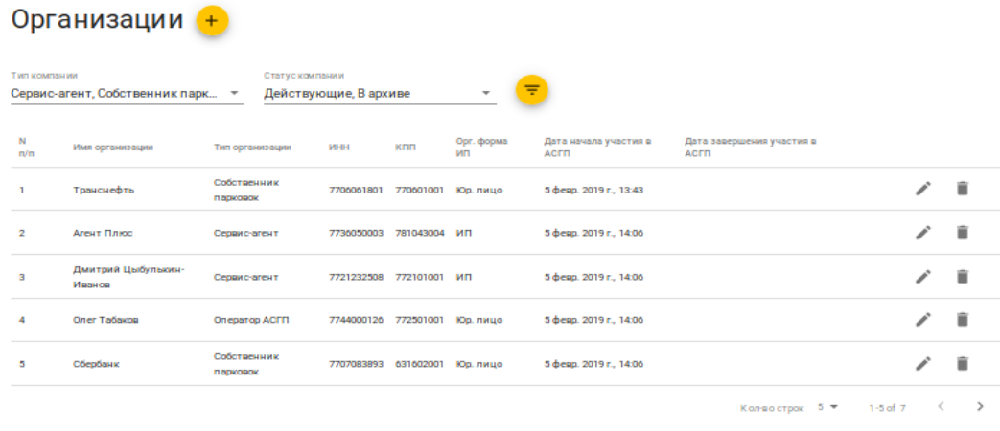 Организации
Тип компании Статус компании
Сервис-агент, Собственник парк... Действующие, В архиве
N п/п Имя организации Тип организации ИНН КПП Орг. форма ИП Дата начала участия в АСГП Дата завершения участия в АСГП
1 Транснефть Собственник парковок 7706061801 770601001 Юр. лицо 5 февр. 2019 г., 13:43
2 Агент Плюс Сервис-агент 7736050003 781043004 ИП 5 февр. 2019 г., 14:06
3 Дмитрий Цыбулькин-Иванов Сервис-агент 7721232508 772101001 ИП 5 февр. 2019 г., 14:06
4 Олег Табаков Оператор АСГП 7744000126 772501001 Юр. лицо 5 февр. 2019 г., 14:06
5 Сбербанк Собственник парковок 7707083893 631602001 Юр. лицо 5 февр. 2019 г., 14:06
Кол-во строк 5 1-5 of 7